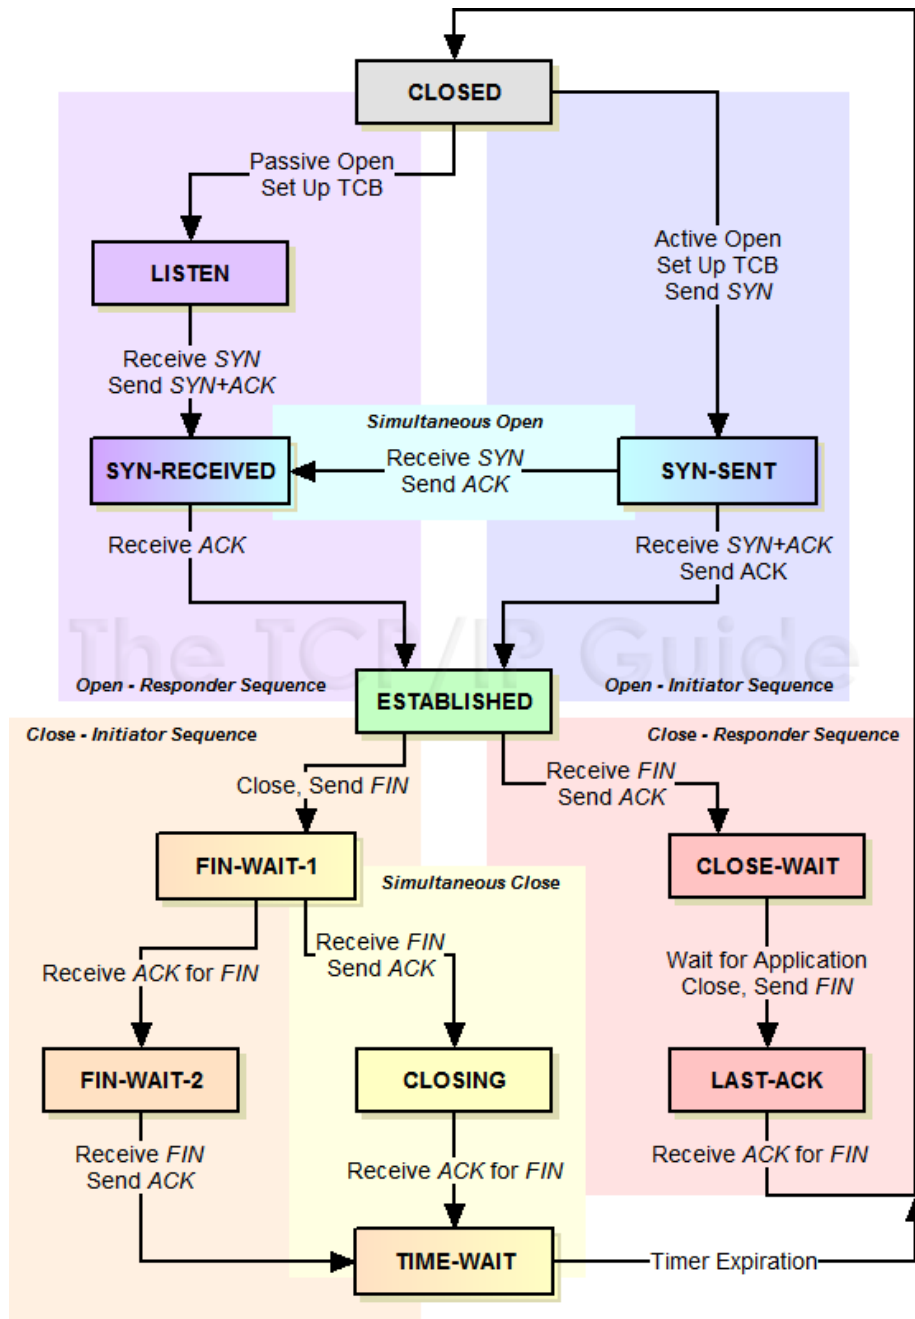 CLOSED
Passive Open
Set Up TCB
Active Open
Set Up TCB
Send SYN
LISTEN
Receive SYN
Send SYN+ACK
Simultaneous Open
SYN-RECEIVED
Receive SYN
Send ACK
SYN-SENT
Receive ACK
Receive SYN+ACK
Send ACK
The TCP/IP Guide
Open - Responder Sequence
ESTABLISHED
Open - Initiator Sequence
Close - Initiator Sequence
Close - Responder Sequence
Close, Send FIN
Receive FIN
Send ACK
FIN-WAIT-1
CLOSE-WAIT
Simultaneous Close
Receive ACK for FIN
Receive FIN
Send ACK
Wait for Application
Close, Send FIN
FIN-WAIT-2
CLOSING
LAST-ACK
Receive FIN
Send ACK
Receive ACK for FIN
Receive ACK for FIN
TIME-WAIT
Timer Expiration